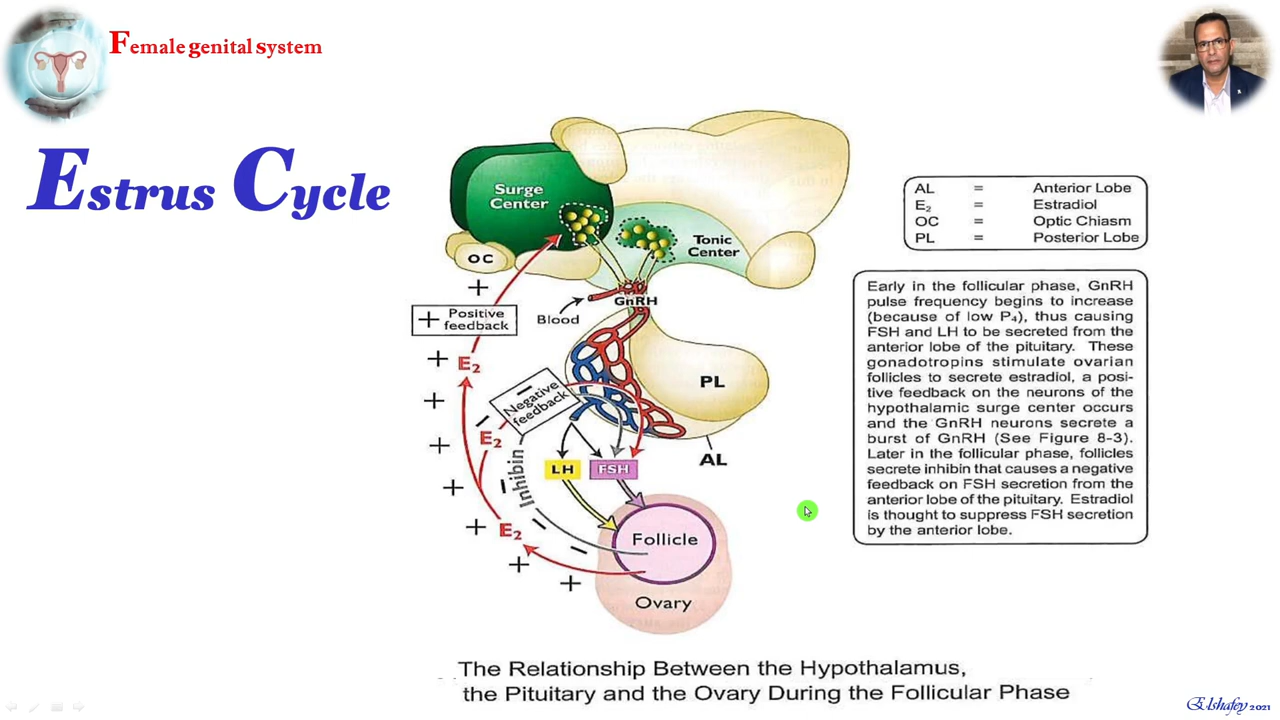 Female genital system
Estrus Cycle
Surge
Center
Tonic
Center
OC
GnRH
Blood
+
+ Positive
feedback
+ E₂
+
+
+
+
+
+
PL
− Negative
feedback
− E₂
−
Inhibin
−
−
E₂
LH
FSH
AL
Follicle
Ovary
AL = Anterior Lobe
E₂ = Estradiol
OC = Optic Chiasm
PL = Posterior Lobe
Early in the follicular phase, GnRH
pulse frequency begins to increase
(because of low P₄), thus causing
FSH and LH to be secreted from the
anterior lobe of the pituitary. These
gonadotropins stimulate ovarian
follicles to secrete estradiol, a posi-
tive feedback on the neurons of the
hypothalamic surge center occurs
and the GnRH neurons secrete a
burst of GnRH (See Figure 8-3).
Later in the follicular phase, follicles
secrete inhibin that causes a negative
feedback on FSH secretion from the
anterior lobe of the pituitary. Estradiol
is thought to suppress FSH secretion
by the anterior lobe.
The Relationship Between the Hypothalamus,
the Pituitary and the Ovary During the Follicular Phase
Elshafey 2021